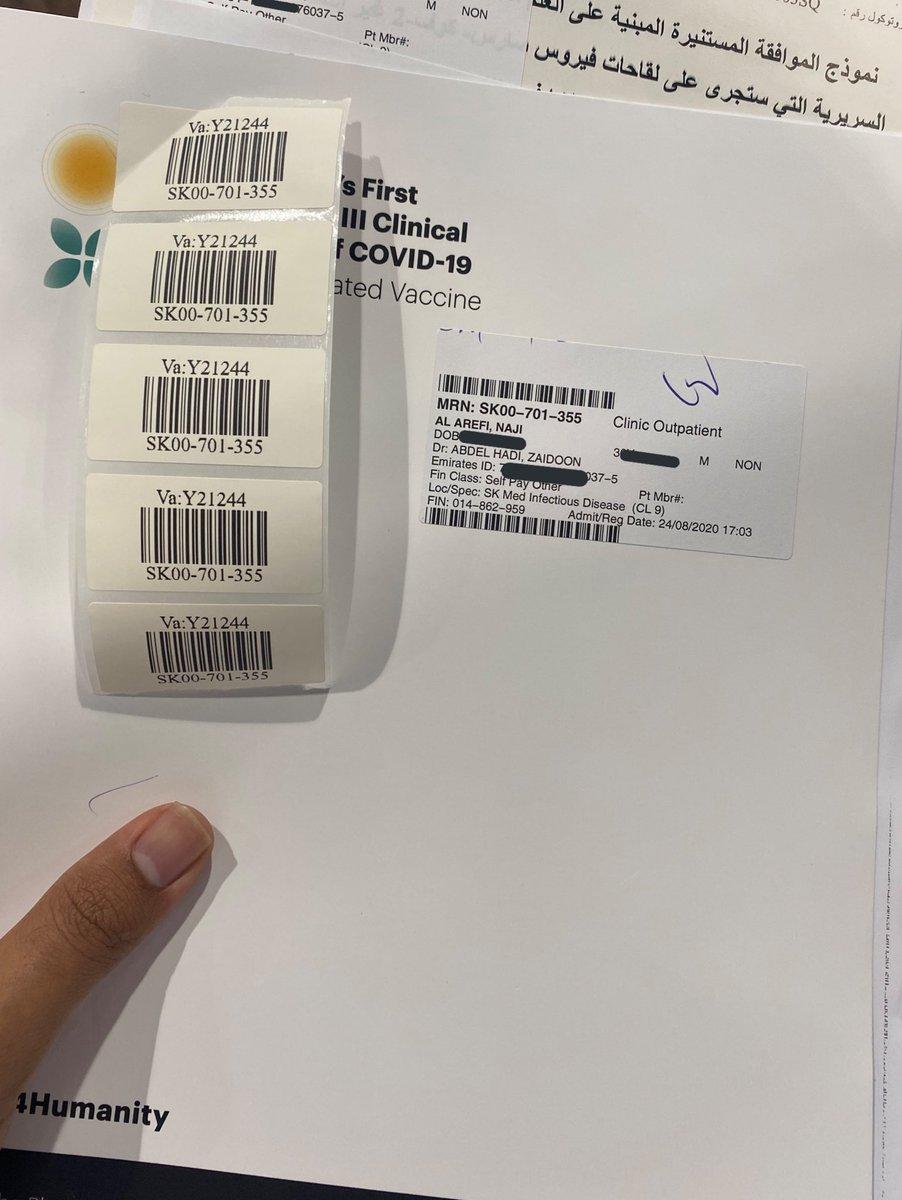 76037-5
M NON
Pt Mbr#:
نموذج الموافقة المستنيرة المبنية على
السريرية التي ستجرى على لقاحات فيروس
Va:Y21244
SK00-701-355
Va:Y21244
SK00-701-355
Va:Y21244
SK00-701-355
Va:Y21244
SK00-701-355
Va:Y21244
SK00-701-355
's First
III Clinical
f COVID-19
ated Vaccine
MRN: SK00-701-355 Clinic Outpatient
AL AREFI, NAJI
DOB M NON
Dr: ABDEL HADI, ZAIDOON
Emirates ID: 037-5 Pt Mbr#:
Fin Class: Self Pay Other
Loc/Spec: SK Med Infectious Disease (CL 9)
FIN: 014-862-959 Admit/Reg Date: 24/08/2020 17:03
4Humanity